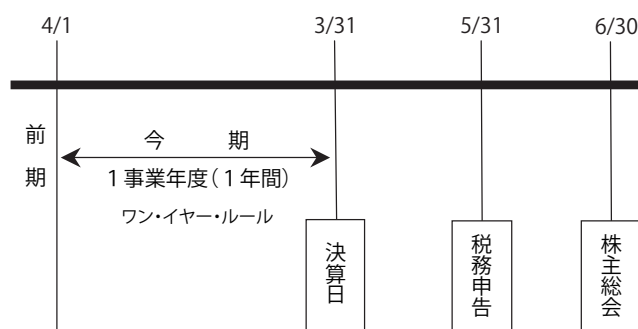 4/1
3/31
5/31
6/30
前期
今期
1事業年度(1年間)
ワン・イヤー・ルール
決算日
税務申告
株主総会